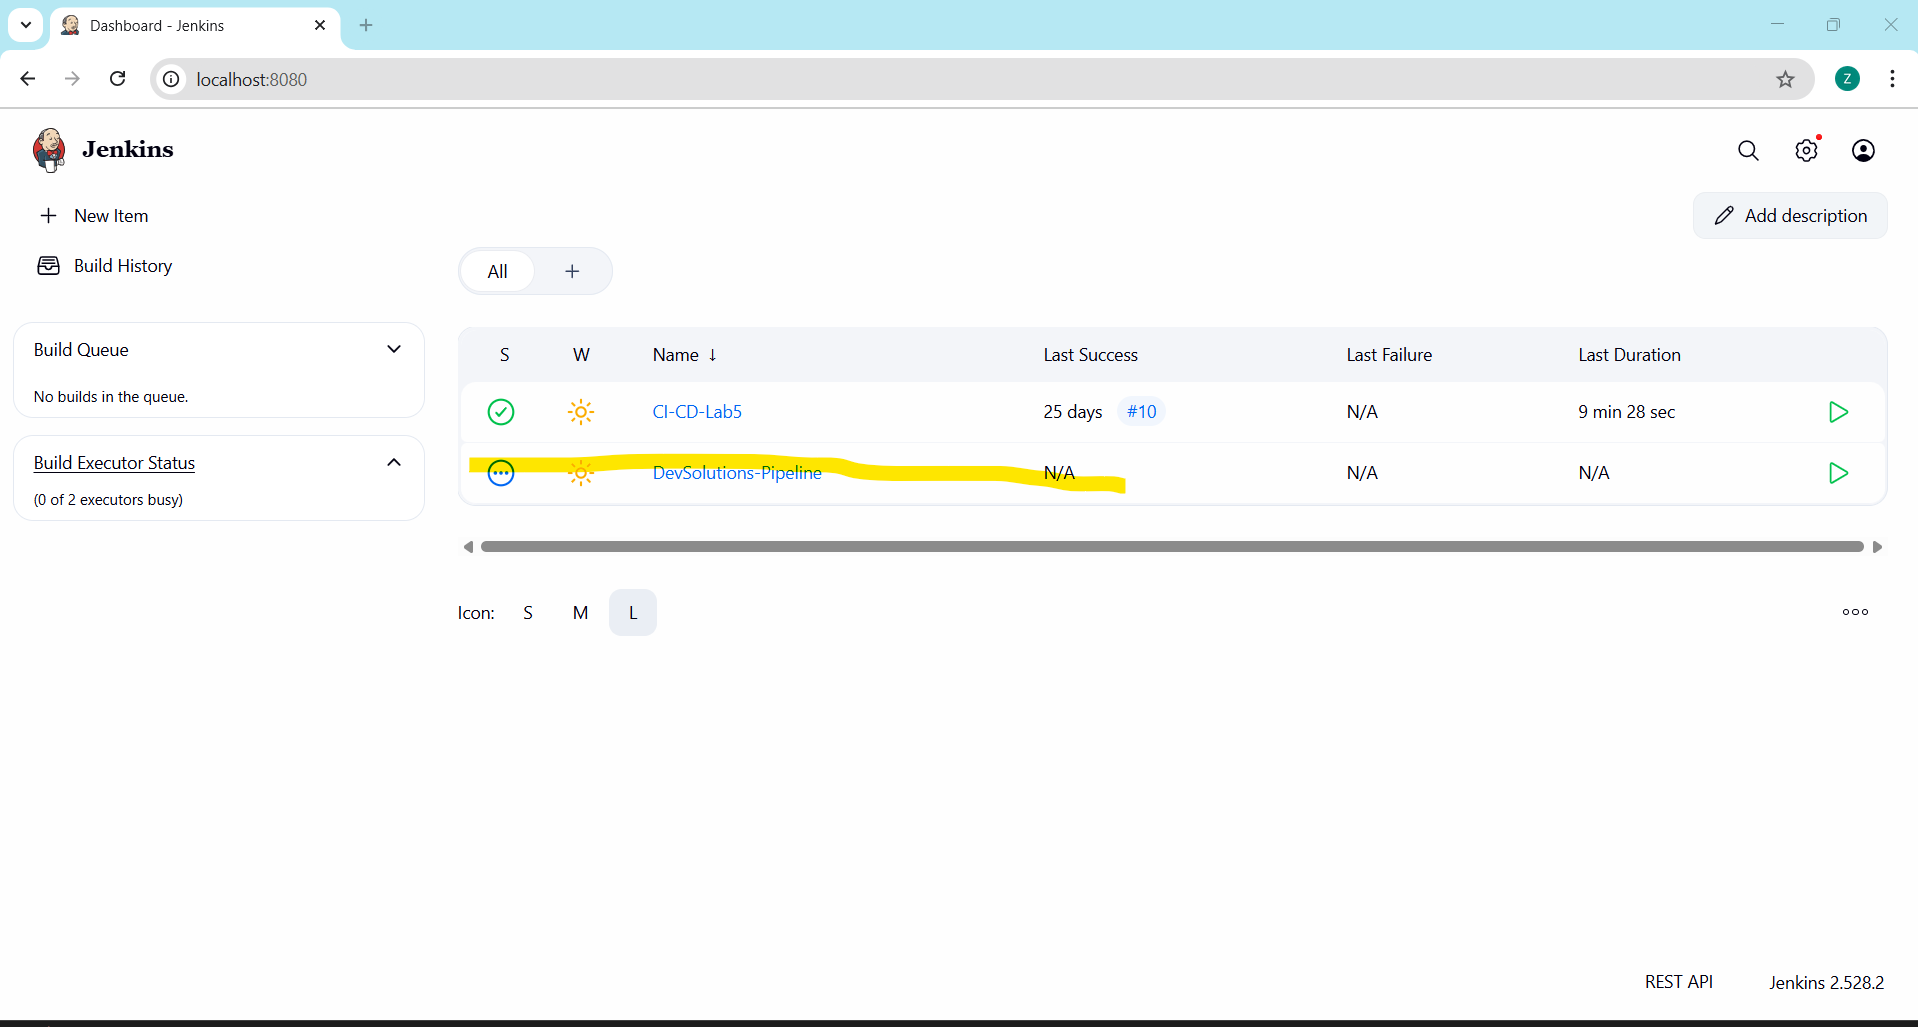 Dashboard - Jenkins
localhost:8080
Z
Jenkins
New Item
Add description
Build History
All
Build Queue
No builds in the queue.
Build Executor Status
(0 of 2 executors busy)
S W Name ↓ Last Success Last Failure Last Duration
CI-CD-Lab5 25 days #10 N/A 9 min 28 sec
DevSolutions-Pipeline N/A N/A N/A
Icon: S M L
REST API Jenkins 2.528.2